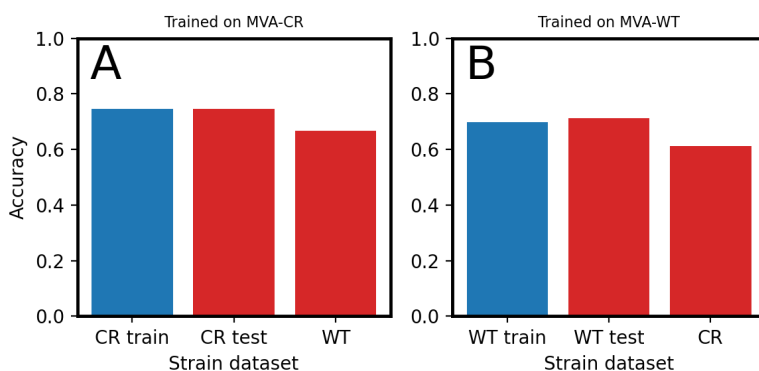 Trained on MVA-CR
A
1.0
0.8
0.6
0.4
0.2
0.0
Accuracy
CR train CR test WT
Strain dataset
Trained on MVA-WT
B
1.0
0.8
0.6
0.4
0.2
0.0
WT train WT test CR
Strain dataset